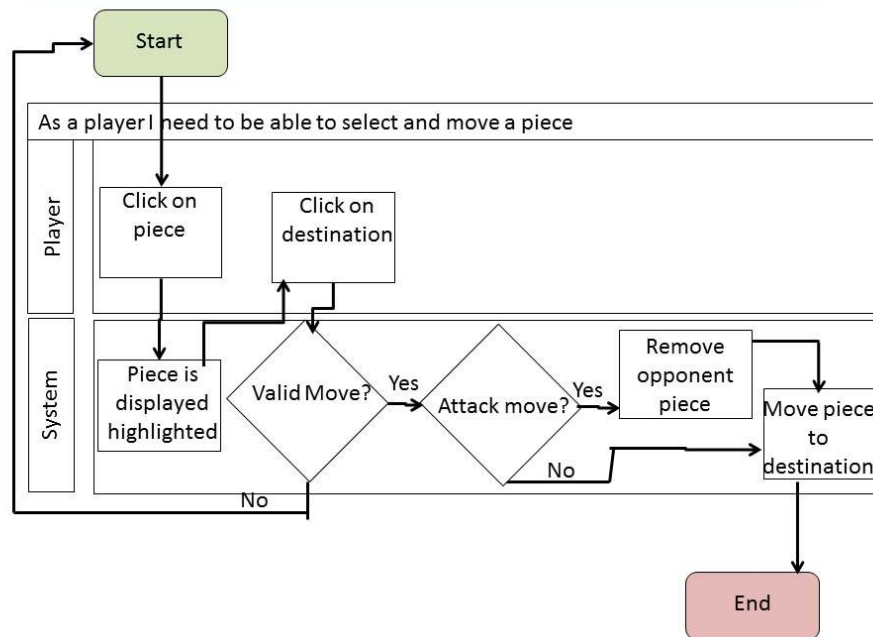 Start
As a player I need to be able to select and move a piece
Player
Click on
piece
Click on
destination
System
Piece is
displayed
highlighted
Valid Move?
Yes
Attack move?
Yes
Remove
opponent
piece
Move piece
to
destination
No
No
End